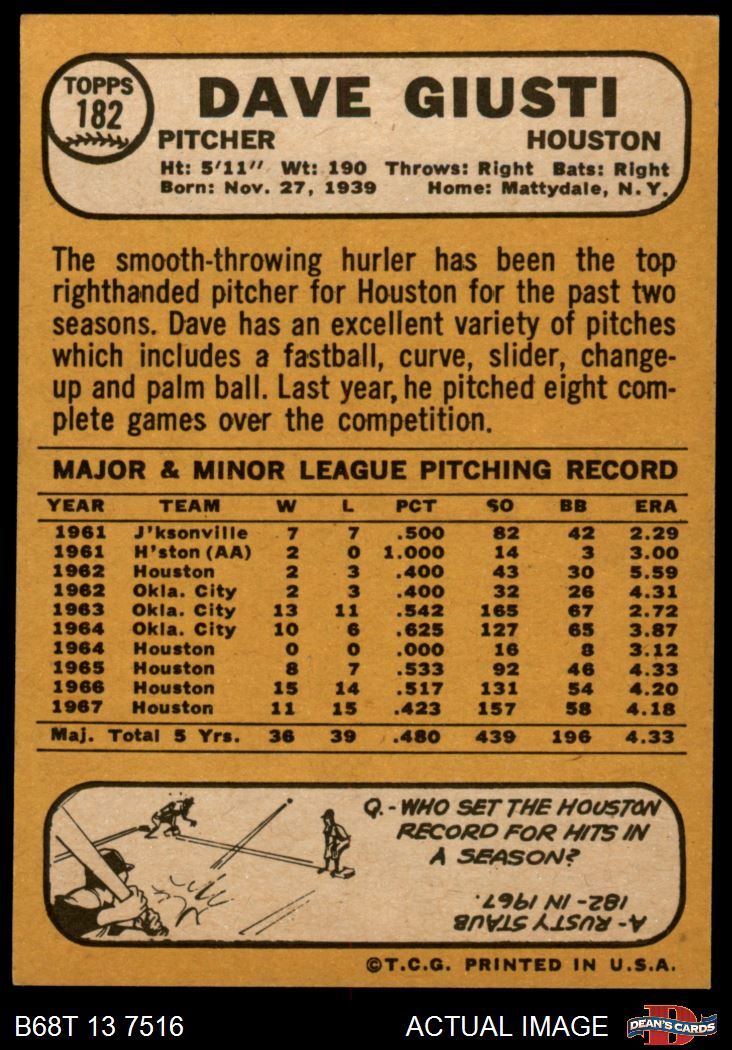 TOPPS
182
DAVE GIUSTI
PITCHER HOUSTON
Ht: 5'11" Wt: 190 Throws: Right Bats: Right
Born: Nov. 27, 1939 Home: Mattydale, N.Y.
The smooth-throwing hurler has been the top
righthanded pitcher for Houston for the past two
seasons. Dave has an excellent variety of pitches
which includes a fastball, curve, slider, change-
up and palm ball. Last year, he pitched eight com-
plete games over the competition.
MAJOR & MINOR LEAGUE PITCHING RECORD
YEAR TEAM W L PCT SO BB ERA
1961 J'ksonville 7 7 .500 82 42 2.29
1961 H'ston (AA) 2 0 1.000 14 3 3.00
1962 Houston 2 3 .400 43 30 5.59
1962 Okla. City 2 3 .400 32 26 4.31
1963 Okla. City 13 11 .542 165 67 2.72
1964 Okla. City 10 6 .625 127 65 3.87
1964 Houston 0 0 .000 16 8 3.12
1965 Houston 8 7 .533 92 46 4.33
1966 Houston 15 14 .517 131 54 4.20
1967 Houston 11 15 .423 157 58 4.18
Maj. Total 5 Yrs. 36 39 .480 439 196 4.33
Q.-WHO SET THE HOUSTON
RECORD FOR HITS IN
A SEASON?
A-RUSTY STAUB
182- IN 1967.
©T.C.G. PRINTED IN U.S.A.
B68T 13 7516 ACTUAL IMAGE
D
DEAN'S CARDS